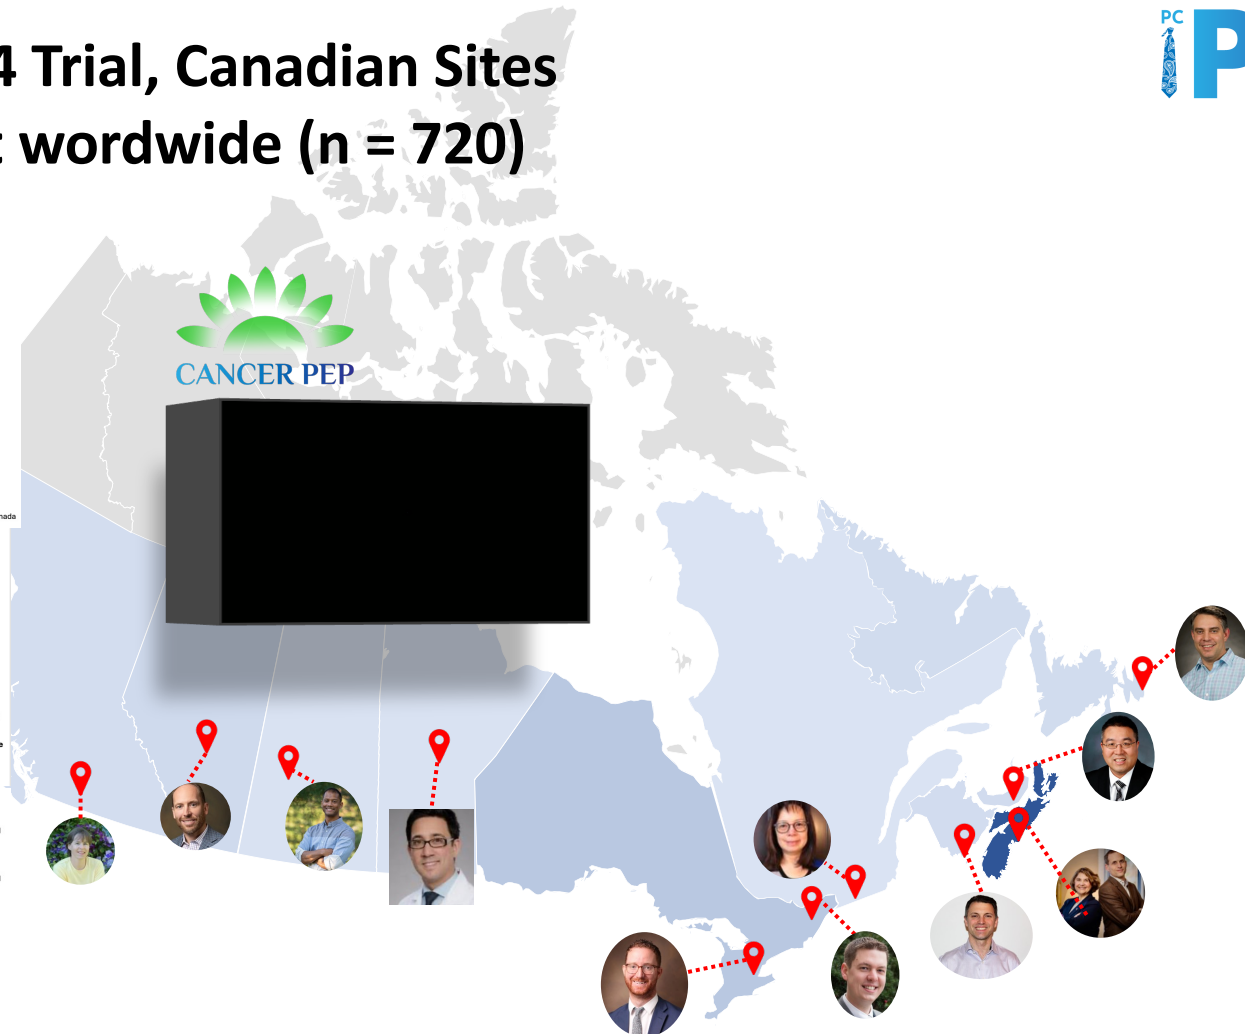 4 Trial, Canadian Sites
wordwide (n = 720)
PC
P
CANCER PEP